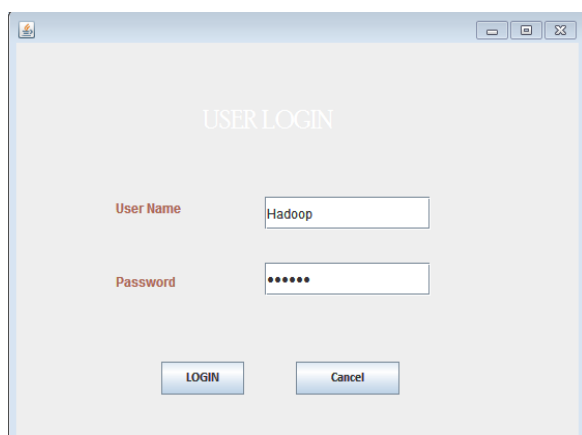 USER LOGIN
User Name
Hadoop
Password
••••••
LOGIN Cancel